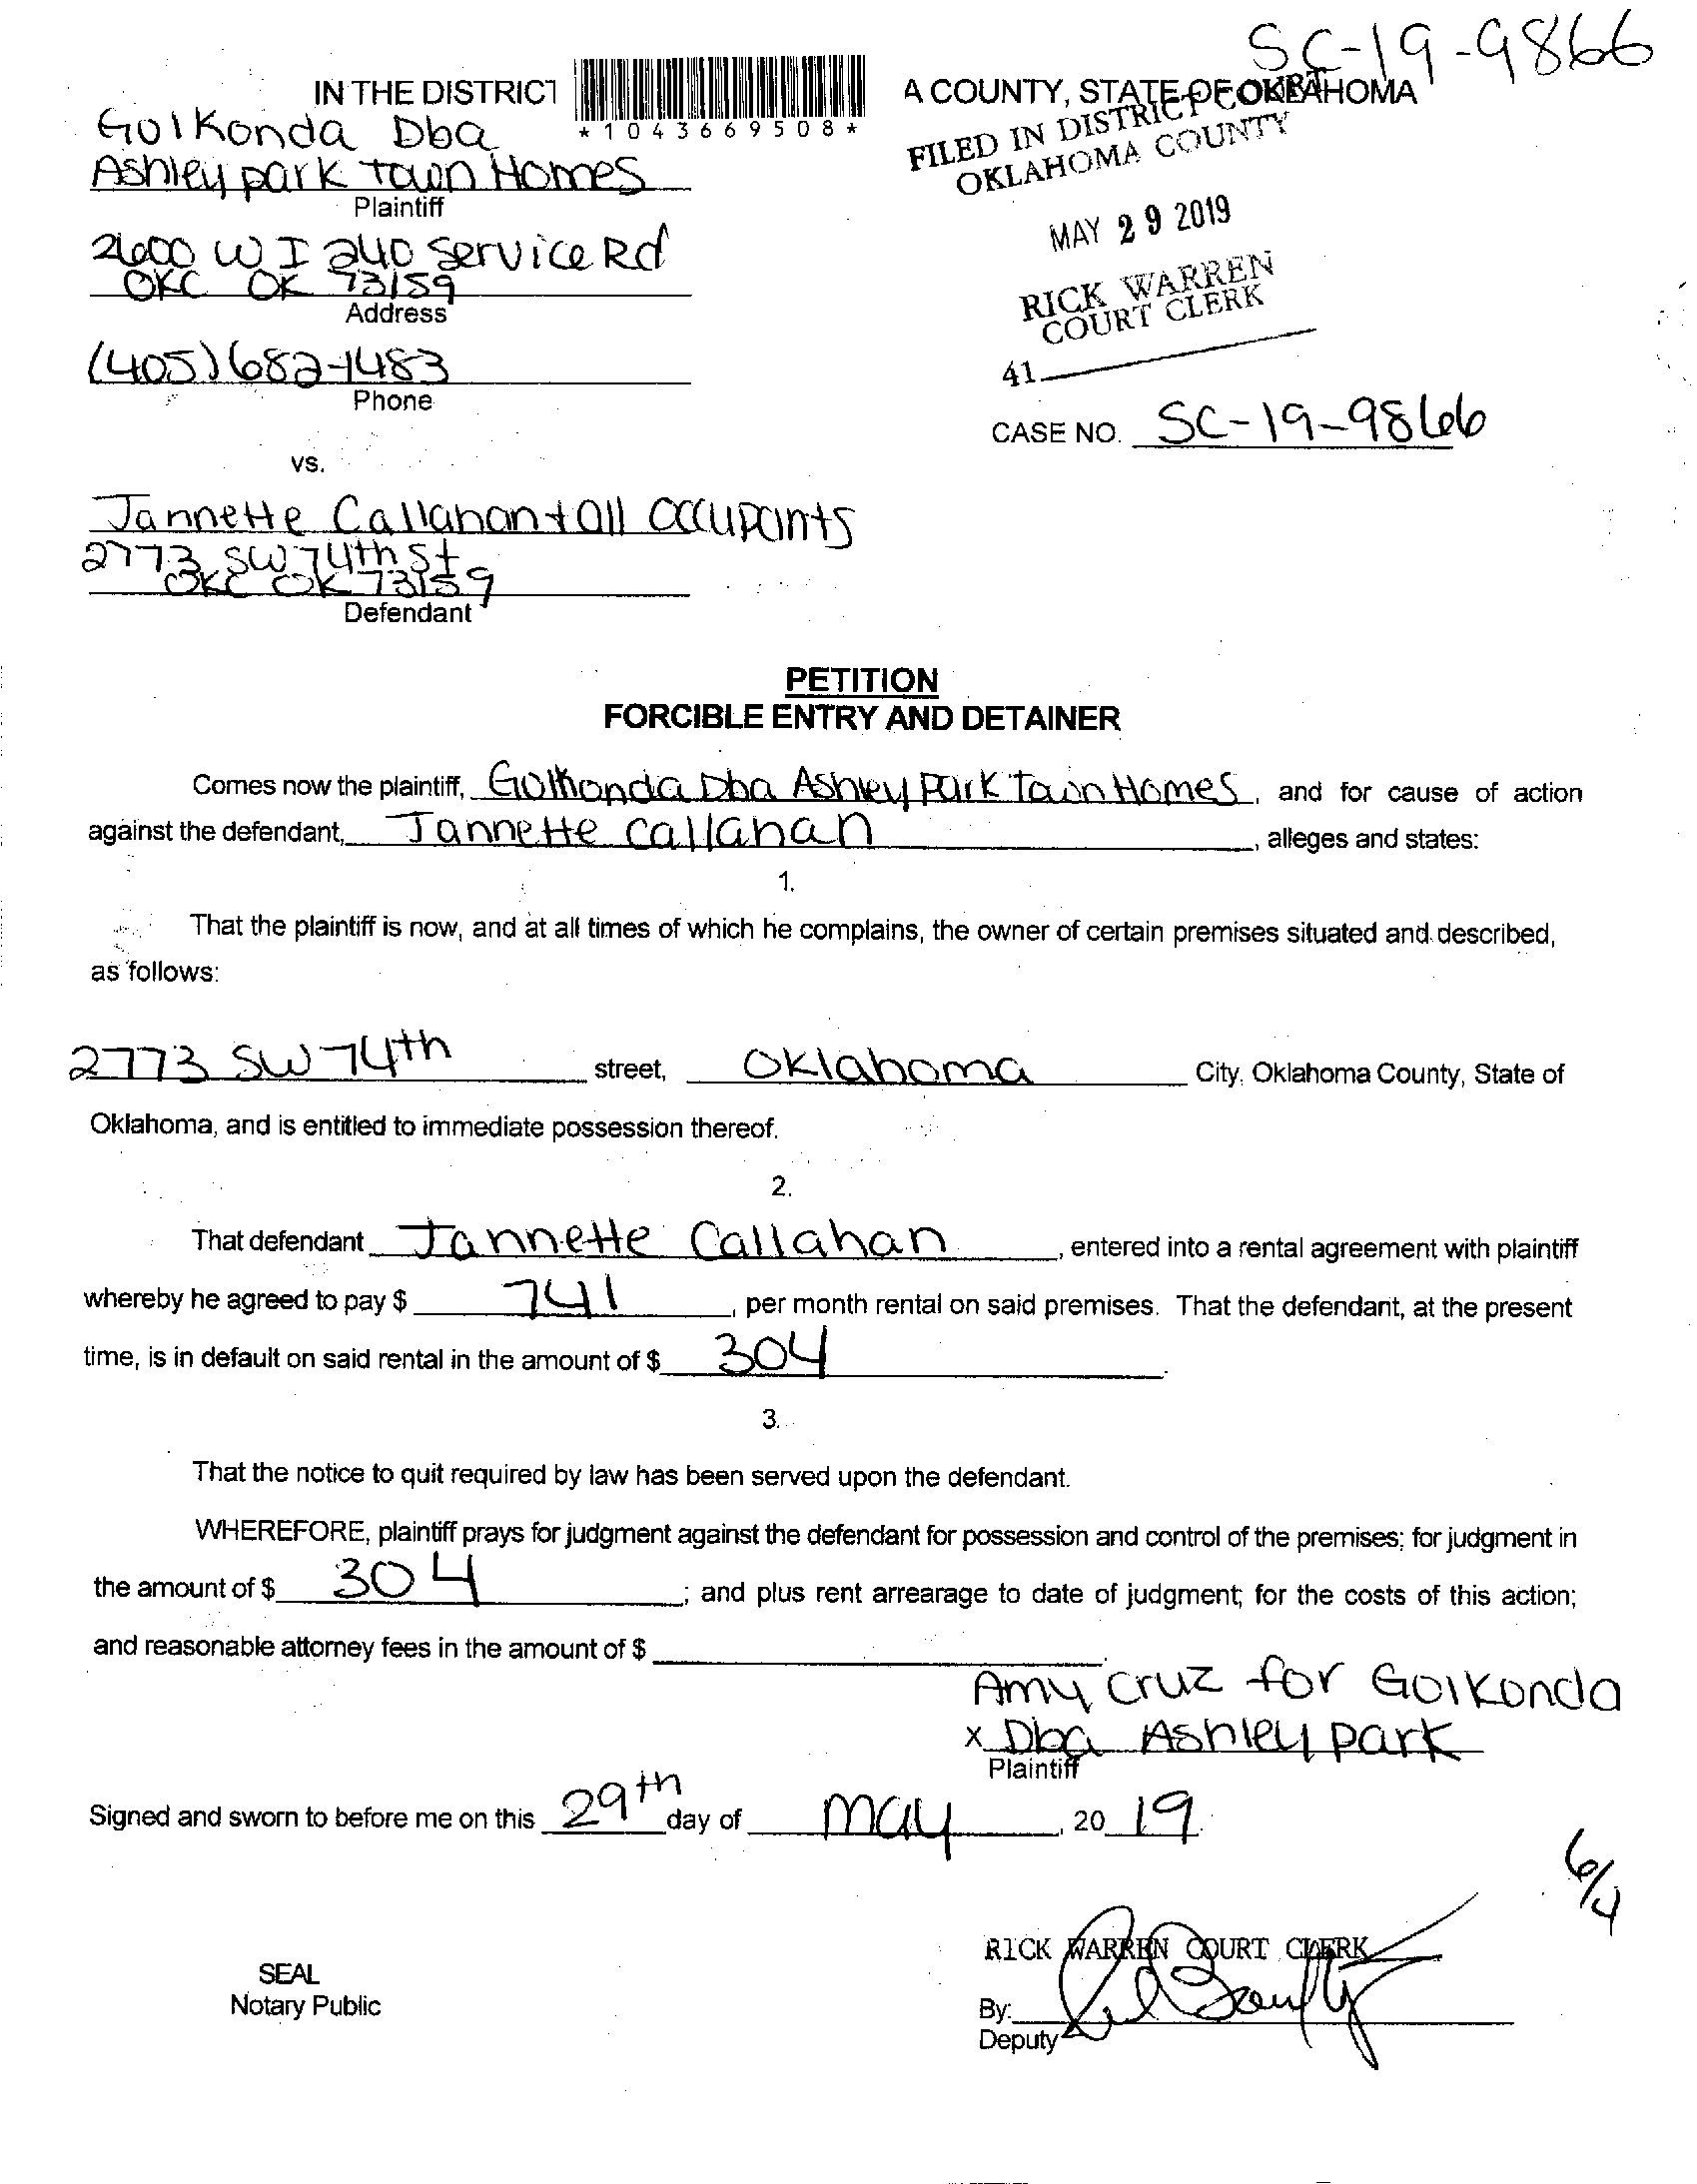 SC-19-9866
IN THE DISTRICT A COUNTY, STATE OF OKLAHOMA
*1043669508*
FILED IN DISTRICT COURT
OKLAHOMA COUNTY
MAY 29 2019
RICK WARREN
COURT CLERK
41
Golkonda Dba
Ashley park Town Homes
Plaintiff
2600 W I 240 Service Rd
OKC OK 73159
Address
(405) 682-1483
Phone
CASE NO. SC-19-9866
vs.
Jannette Callahan + all occupants
2773 SW 74th St
OKC OK 73159
Defendant
PETITION
FORCIBLE ENTRY AND DETAINER
Comes now the plaintiff, Golkonda Dba Ashley Park Town Homes, and for cause of action
against the defendant, Jannette Callahan, alleges and states:
1.
That the plaintiff is now, and at all times of which he complains, the owner of certain premises situated and described,
as follows:
2773 SW 74th street, Oklahoma City, Oklahoma County, State of
Oklahoma, and is entitled to immediate possession thereof.
2.
That defendant Jannette Callahan, entered into a rental agreement with plaintiff
whereby he agreed to pay $ 741, per month rental on said premises. That the defendant, at the present
time, is in default on said rental in the amount of $ 304.
3.
That the notice to quit required by law has been served upon the defendant.
WHEREFORE, plaintiff prays for judgment against the defendant for possession and control of the premises; for judgment in
the amount of $ 304; and plus rent arrearage to date of judgment; for the costs of this action;
and reasonable attorney fees in the amount of $
Amy Cruz for Golkonda
x Dba Ashley park
Plaintiff
Signed and sworn to before me on this 29th day of may, 20 19.
6/4
RICK WARREN COURT CLERK
SEAL
Notary Public
By:
Deputy